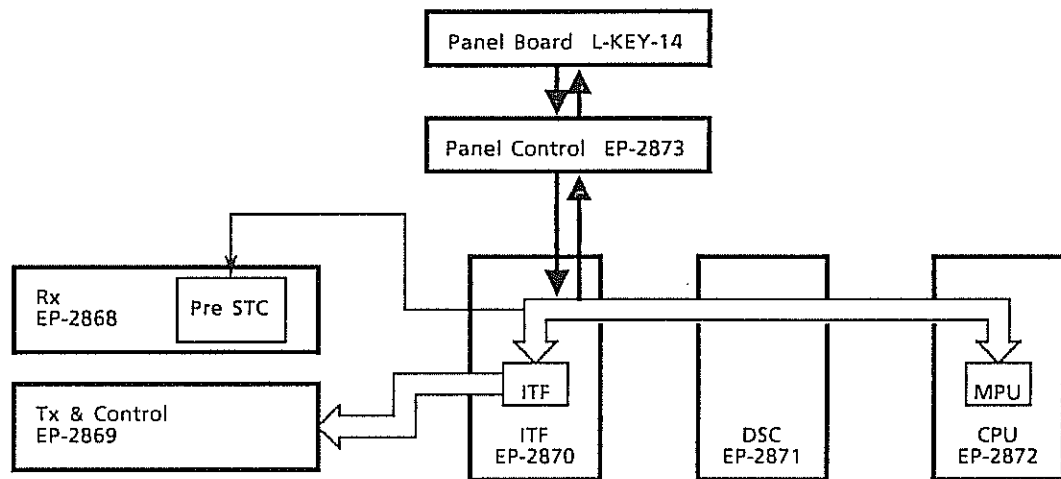 Panel Board L-KEY-14
Panel Control EP-2873
Rx
EP-2868
Pre STC
Tx & Control
EP-2869
ITF
ITF
EP-2870
DSC
EP-2871
MPU
CPU
EP-2872